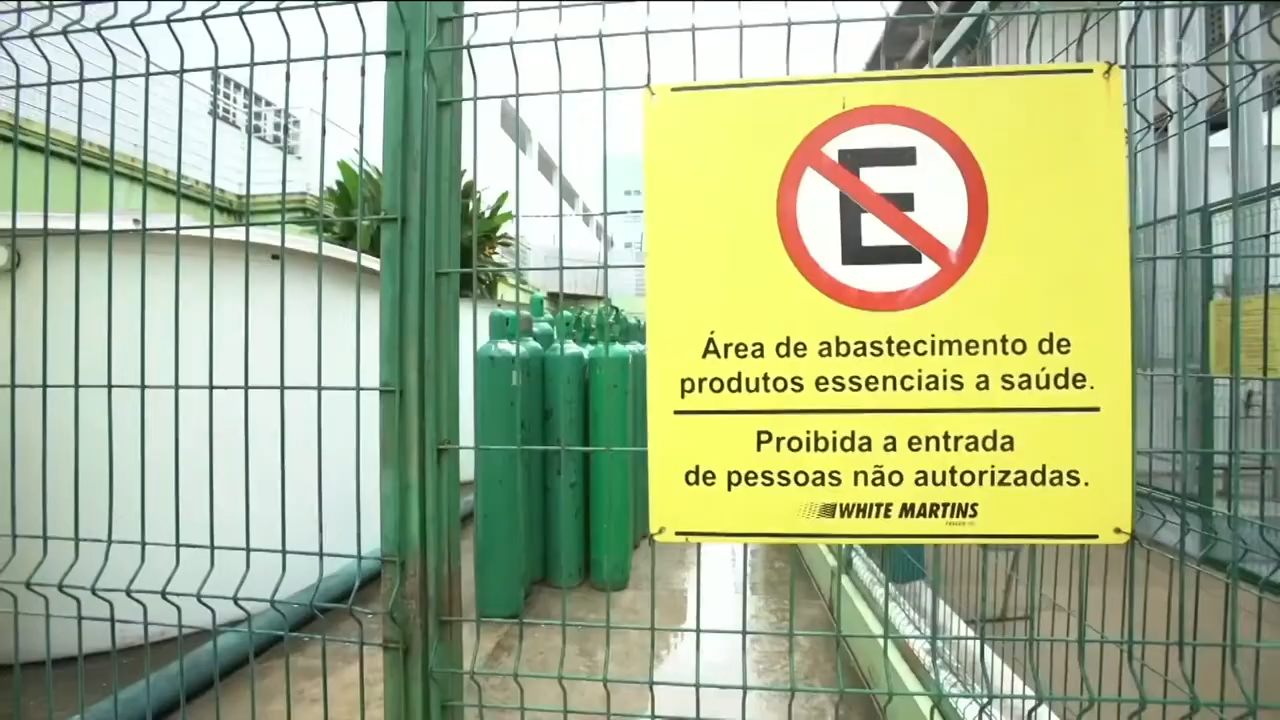 E
Área de abastecimento de
produtos essenciais a saúde.
Proibida a entrada
de pessoas não autorizadas.
WHITE MARTINS